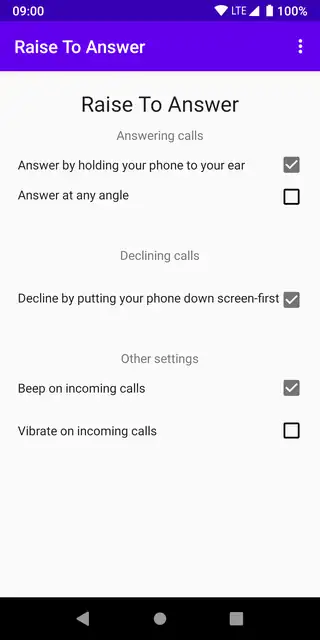 09:00 LTE 100%
Raise To Answer
Raise To Answer
Answering calls
Answer by holding your phone to your ear
Answer at any angle
Declining calls
Decline by putting your phone down screen-first
Other settings
Beep on incoming calls
Vibrate on incoming calls